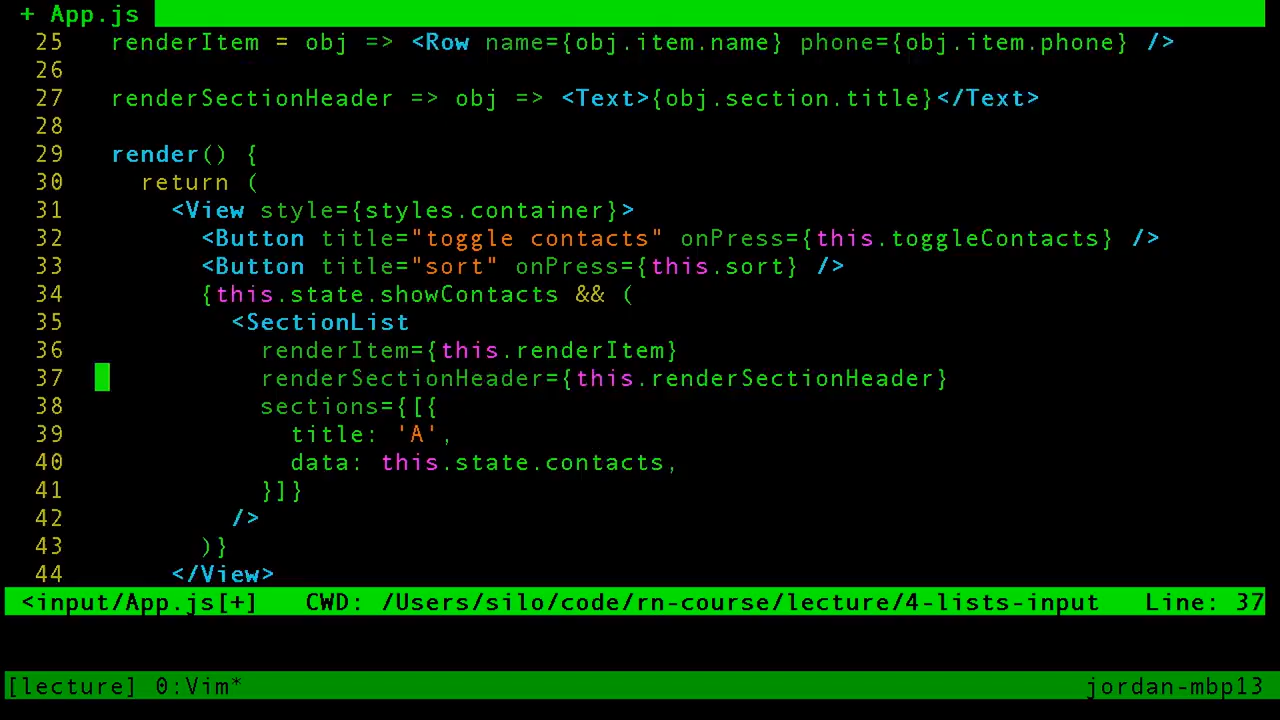 + App.js
25 renderItem = obj => <Row name={obj.item.name} phone={obj.item.phone} />
26
27 renderSectionHeader => obj => <Text>{obj.section.title}</Text>
28
29 render() {
30 return (
31 <View style={styles.container}>
32 <Button title="toggle contacts" onPress={this.toggleContacts} />
33 <Button title="sort" onPress={this.sort} />
34 {this.state.showContacts && (
35 <SectionList
36 renderItem={this.renderItem}
37 renderSectionHeader={this.renderSectionHeader}
38 sections={[{
39 title: 'A',
40 data: this.state.contacts,
41 }]}
42 />
43 )}
44 </View>
<input/App.js[+] CWD: /Users/silo/code/rn-course/lecture/4-lists-input Line: 37
[lecture] 0:Vim* jordan-mbp13